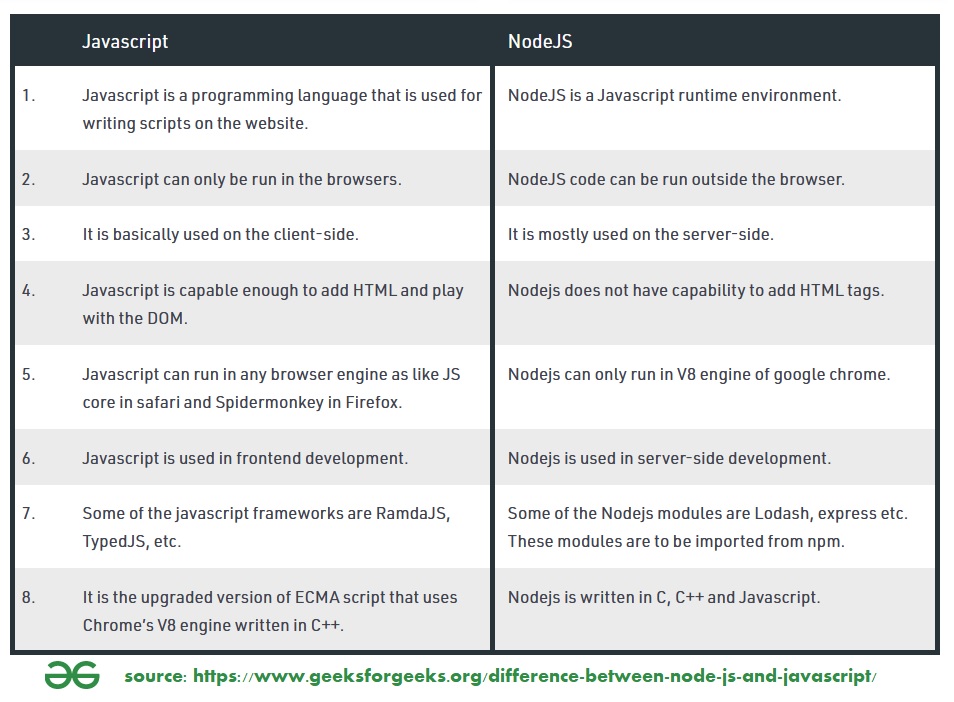 Javascript NodeJS
1. Javascript is a programming language that is used for
writing scripts on the website.
NodeJS is a Javascript runtime environment.
2. Javascript can only be run in the browsers.
NodeJS code can be run outside the browser.
3. It is basically used on the client-side.
It is mostly used on the server-side.
4. Javascript is capable enough to add HTML and play
with the DOM.
Nodejs does not have capability to add HTML tags.
5. Javascript can run in any browser engine as like JS
core in safari and Spidermonkey in Firefox.
Nodejs can only run in V8 engine of google chrome.
6. Javascript is used in frontend development.
Nodejs is used in server-side development.
7. Some of the javascript frameworks are RamdaJS,
TypedJS, etc.
Some of the Nodejs modules are Lodash, express etc.
These modules are to be imported from npm.
8. It is the upgraded version of ECMA script that uses
Chrome's V8 engine written in C++.
Nodejs is written in C, C++ and Javascript.
source: https://www.geeksforgeeks.org/difference-between-node-js-and-javascript/